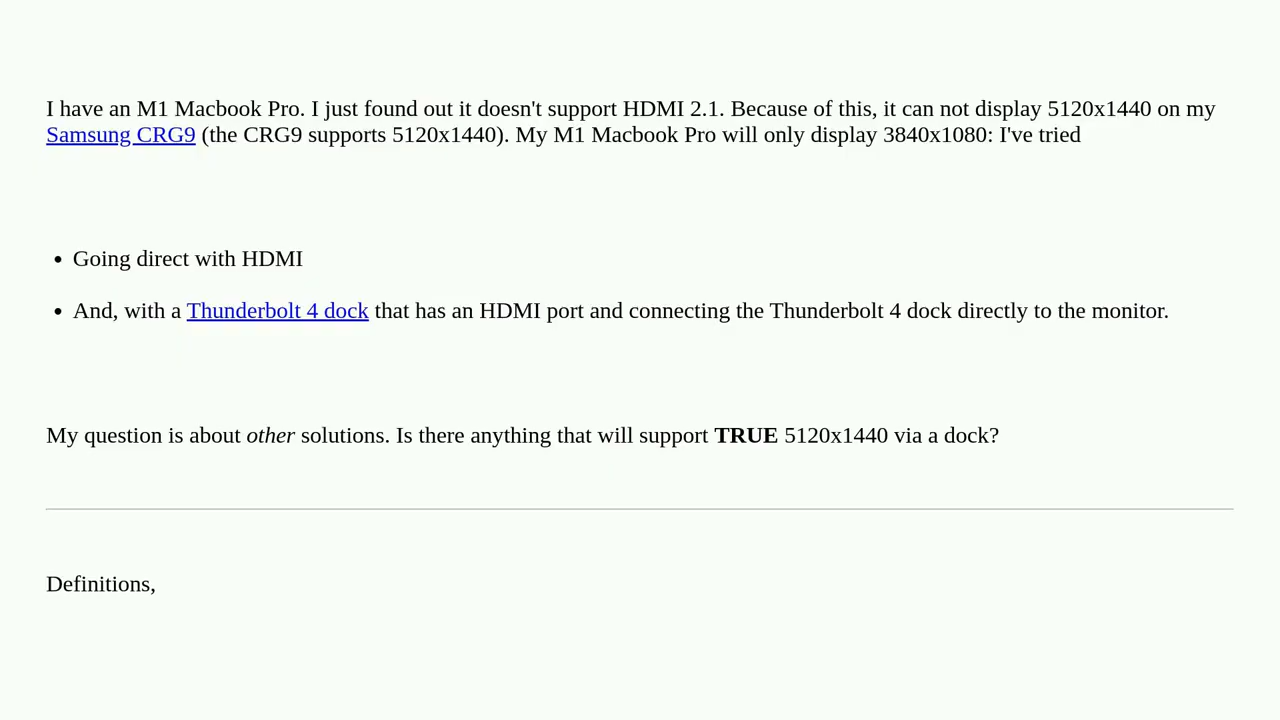 I have an M1 Macbook Pro. I just found out it doesn't support HDMI 2.1. Because of this, it can not display 5120x1440 on my
Samsung CRG9 (the CRG9 supports 5120x1440). My M1 Macbook Pro will only display 3840x1080: I've tried
• Going direct with HDMI
• And, with a Thunderbolt 4 dock that has an HDMI port and connecting the Thunderbolt 4 dock directly to the monitor.
My question is about other solutions. Is there anything that will support TRUE 5120x1440 via a dock?
Definitions,